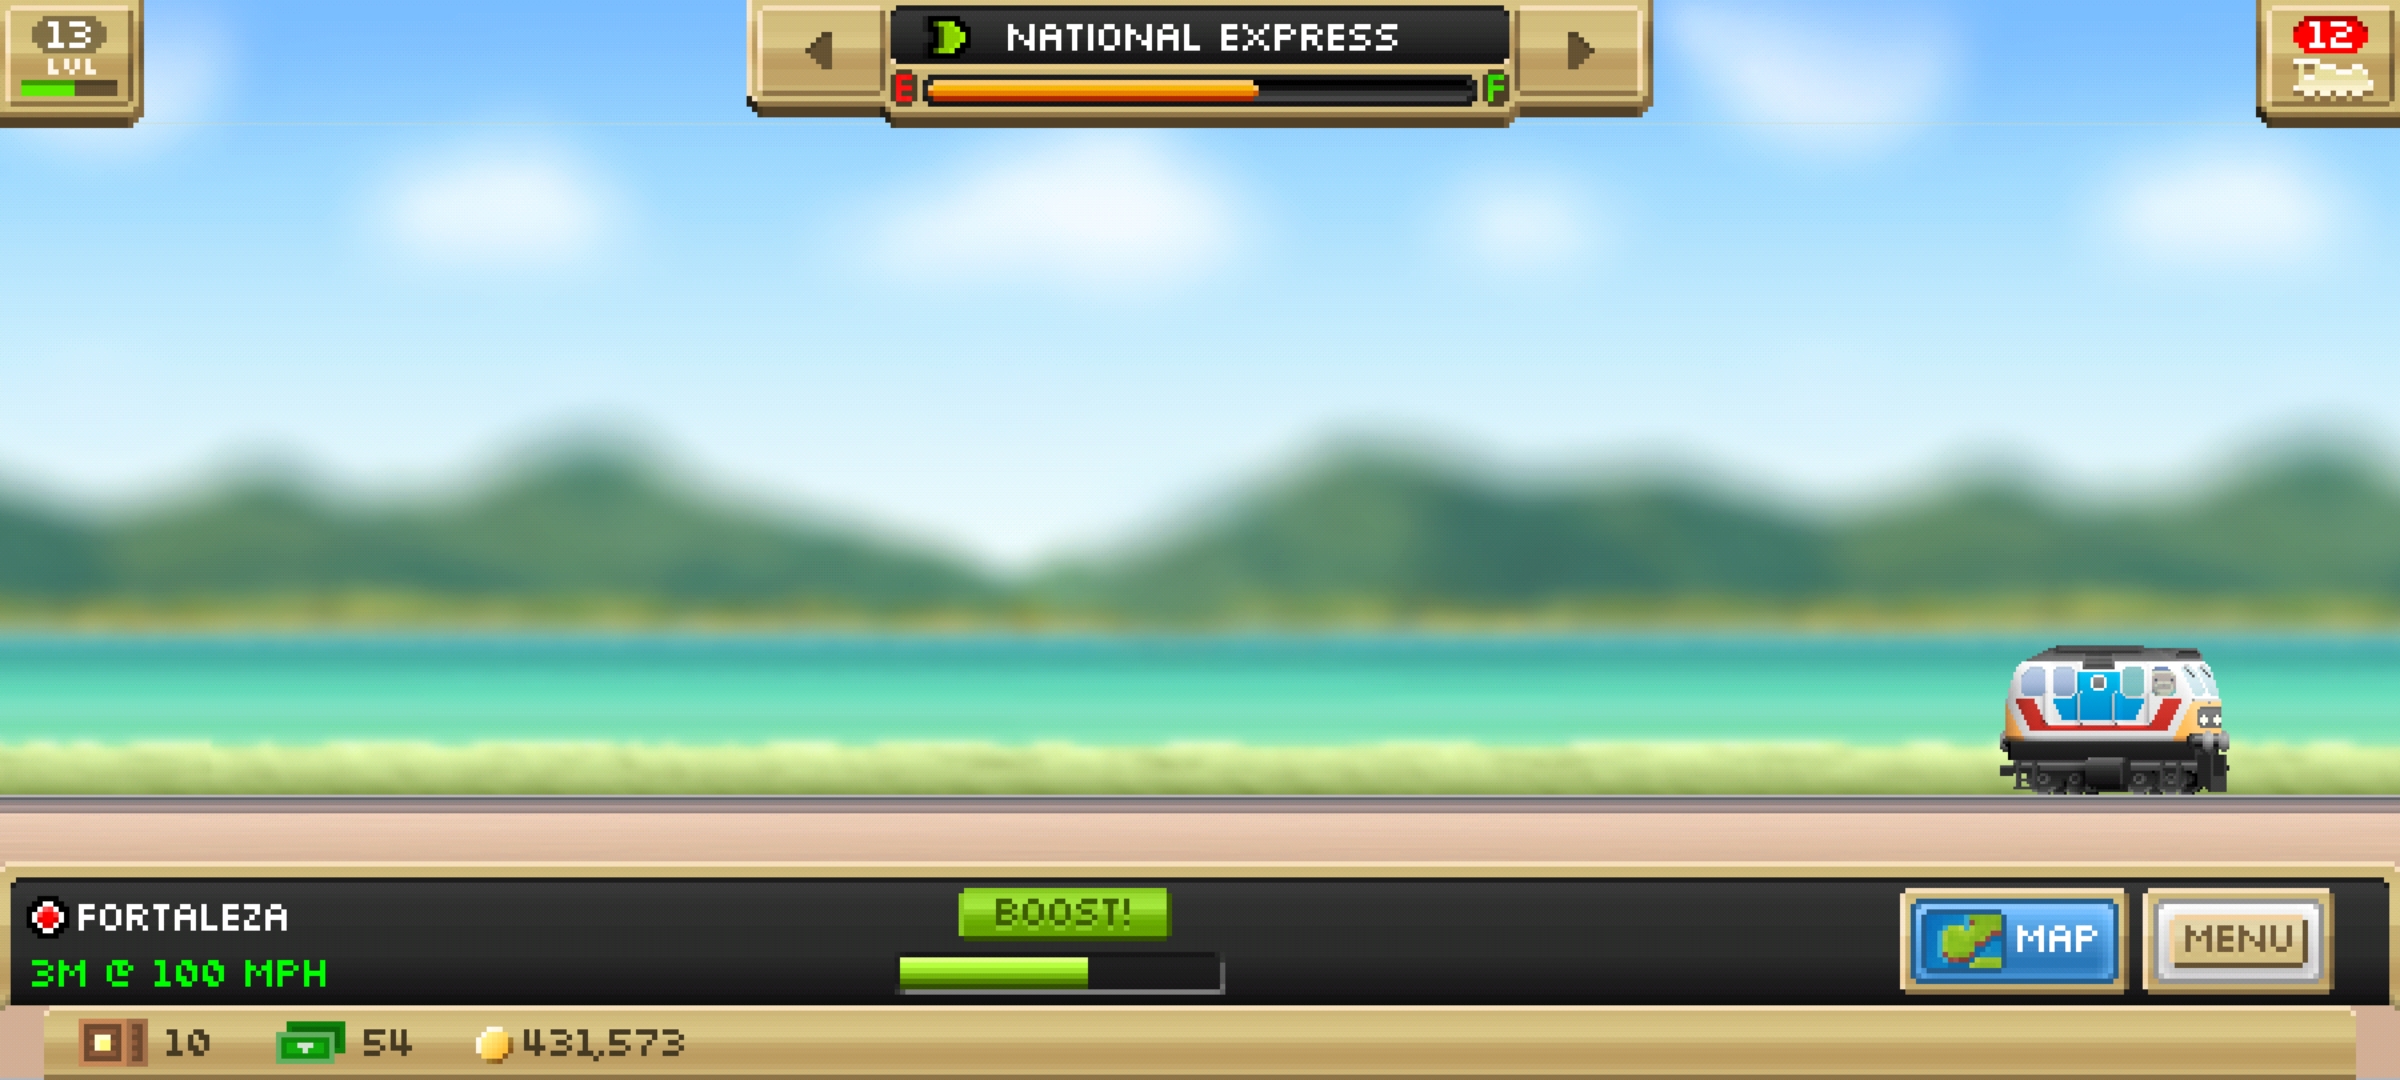 13
LVL
NATIONAL EXPRESS
E F
12
FORTALEZA
3M @ 100 MPH
BOOST!
MAP
MENU
10
54
431,573